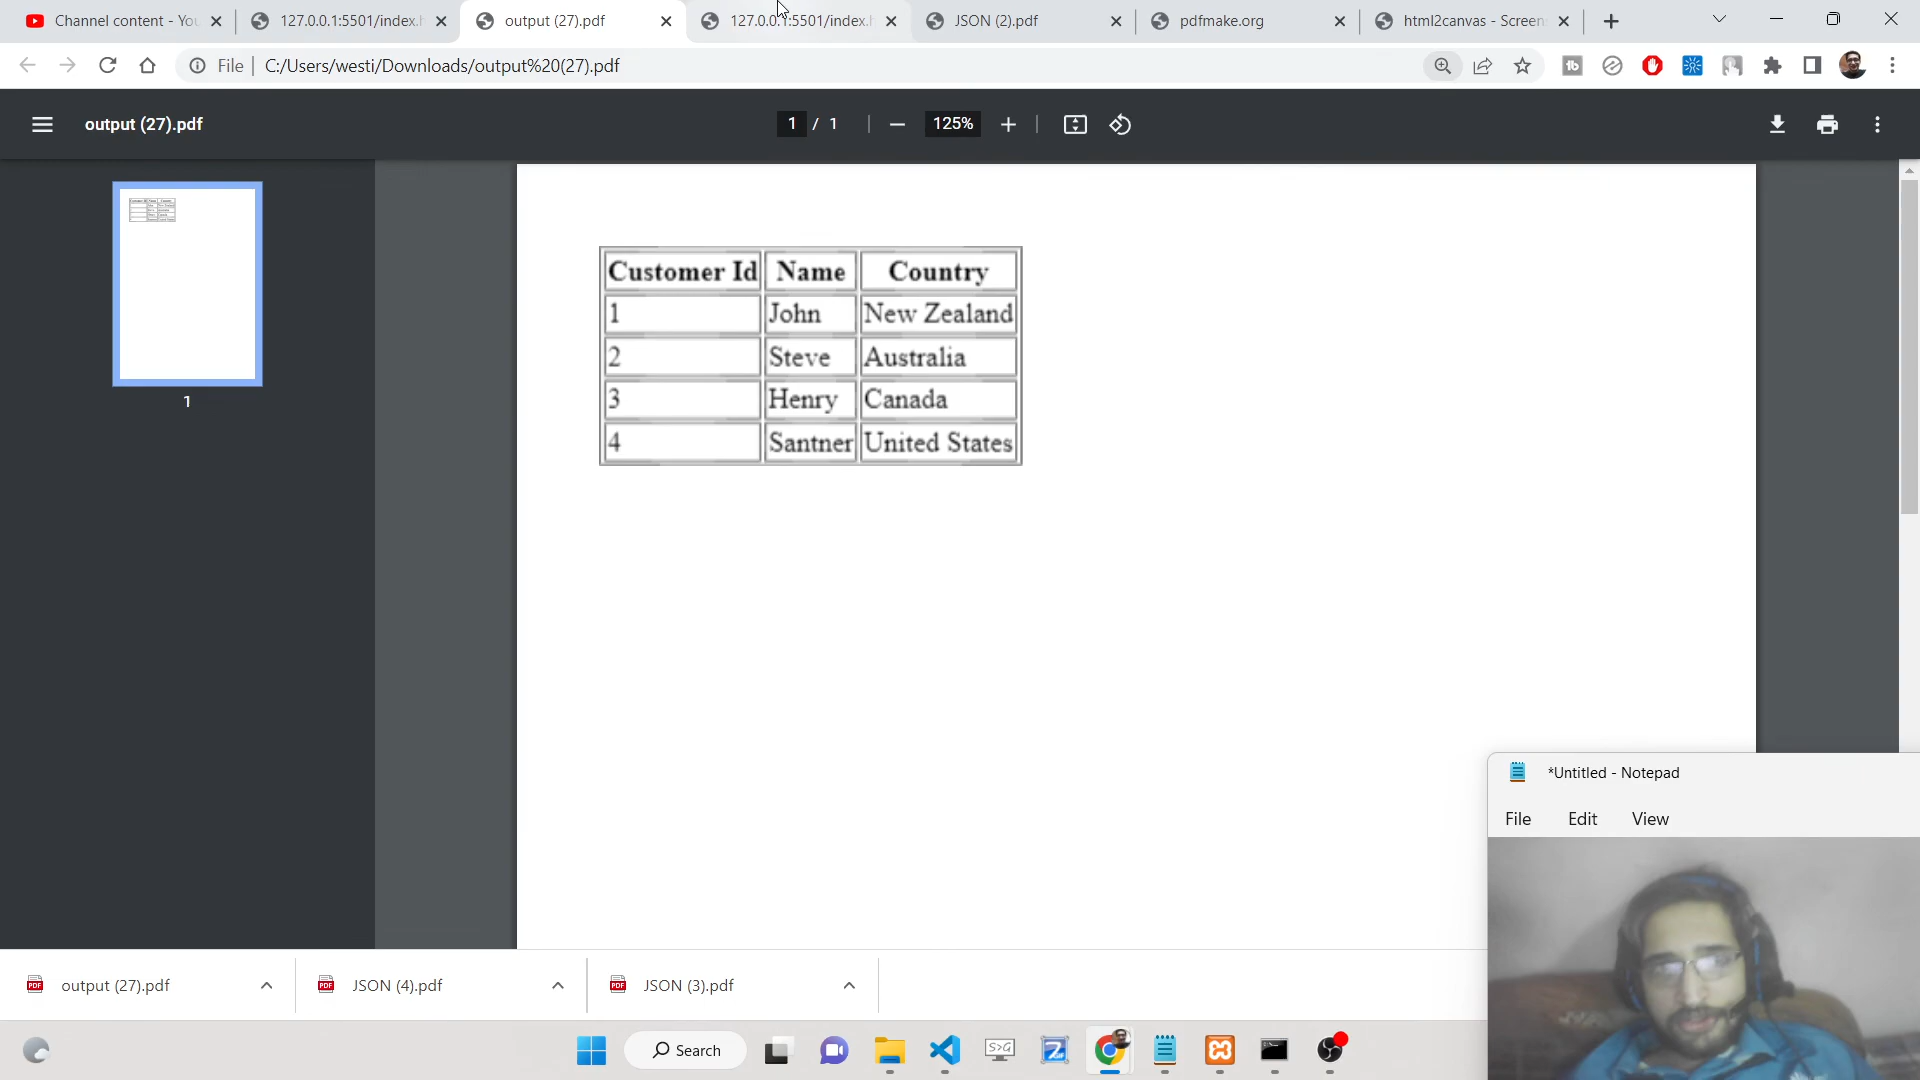 Channel content - You
127.0.0.1:5501/index.h
output (27).pdf
127.0.0.1:5501/index.h
JSON (2).pdf
pdfmake.org
html2canvas - Screen
File
C:/Users/westi/Downloads/output%20(27).pdf
output (27).pdf
1 / 1
125%
Customer Id Name Country
1 John New Zealand
2 Steve Australia
3 Henry Canada
4 Santner United States
1
*Untitled - Notepad
File Edit View
output (27).pdf
JSON (4).pdf
JSON (3).pdf
Search